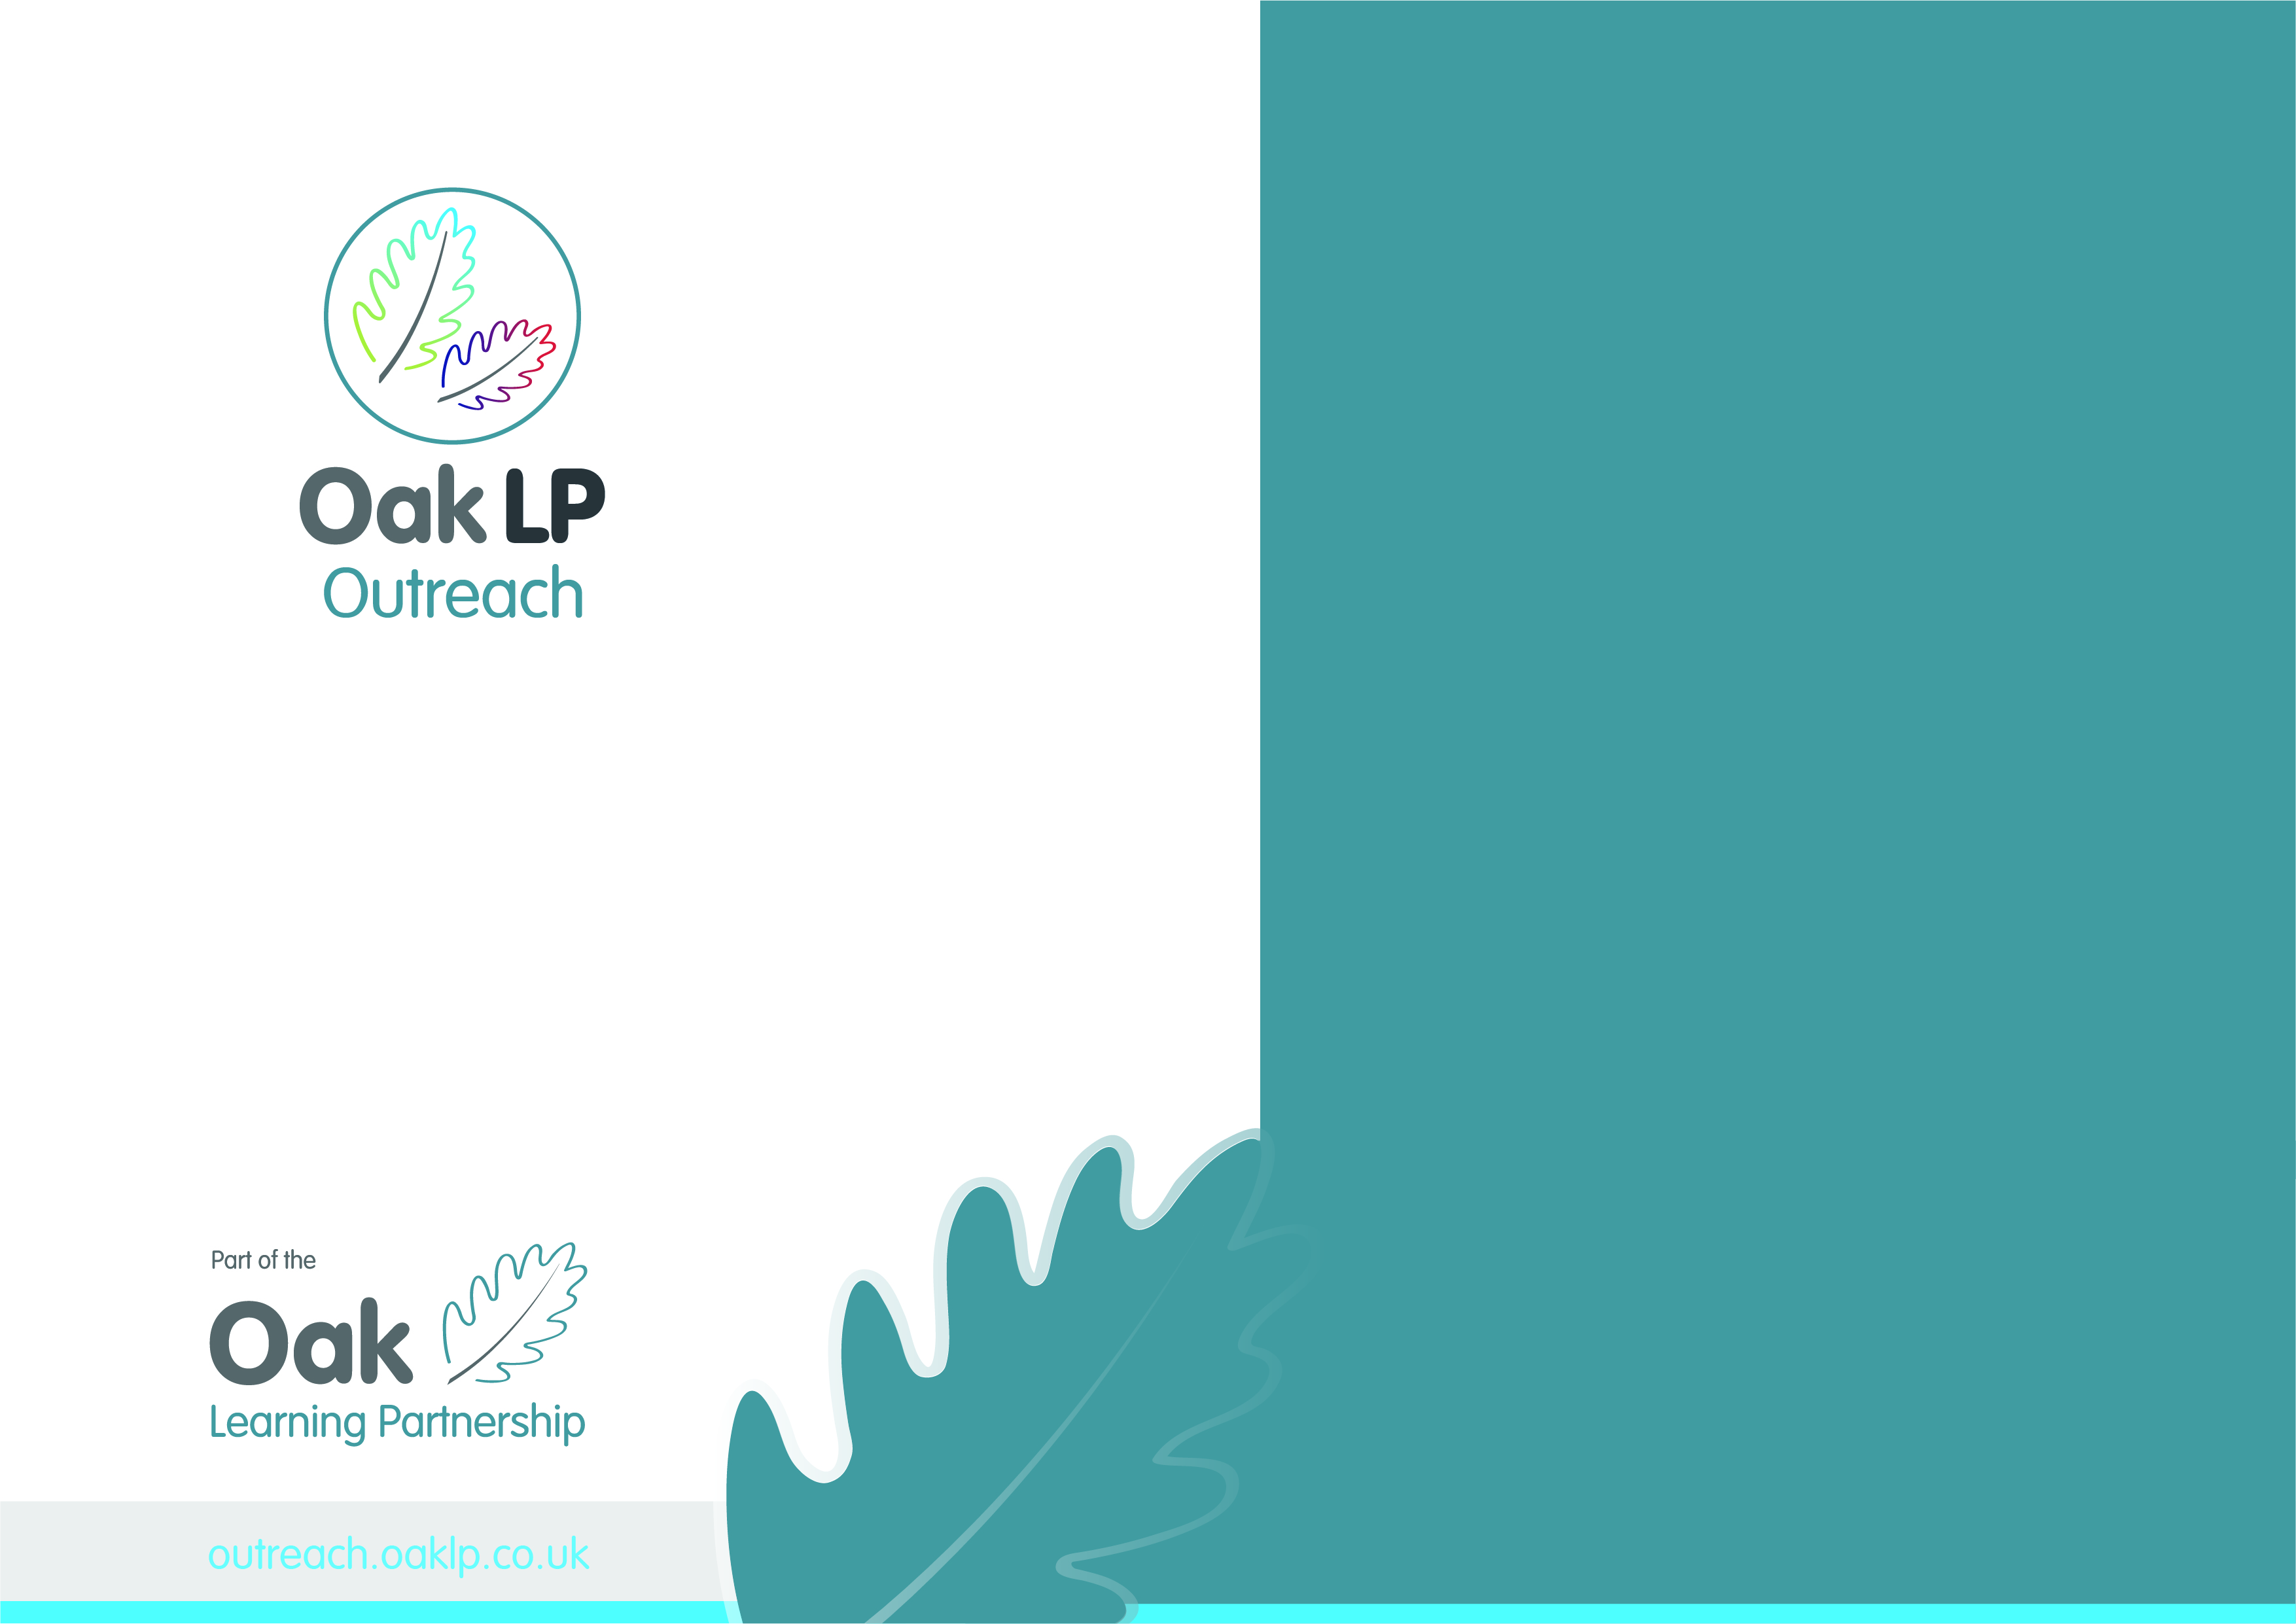 Oak LP
Outreach
Part of the
Oak
Learning Partnership
outreach.oaklp.co.uk